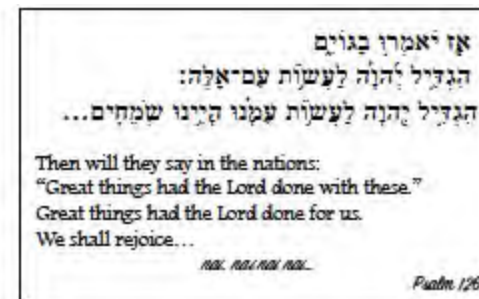 אָז יֹאמְרוּ בַגּוֹיִם
הִגְדִּיל יְהוָה לַעֲשׂוֹת עִם־אֵלֶּה:
הִגְדִּיל יְהוָה לַעֲשׂוֹת עִמָּנוּ הָיִינוּ שְׂמֵחִים...
Then will they say in the nations:
“Great things had the Lord done with these.”
Great things had the Lord done for us.
We shall rejoice...
nai. nai nai nai...
Psalm 126